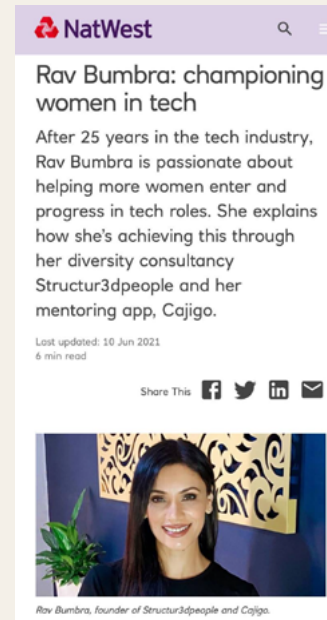 NatWest
Rav Bumbra: championing
women in tech
After 25 years in the tech industry,
Rav Bumbra is passionate about
helping more women enter and
progress in tech roles. She explains
how she's achieving this through
her diversity consultancy
Structur3dpeople and her
mentoring app, Cajigo.
Last updated: 10 Jun 2021
6 min read
Share This
Rav Bumbra, founder of Structur3dpeople and Cajigo.